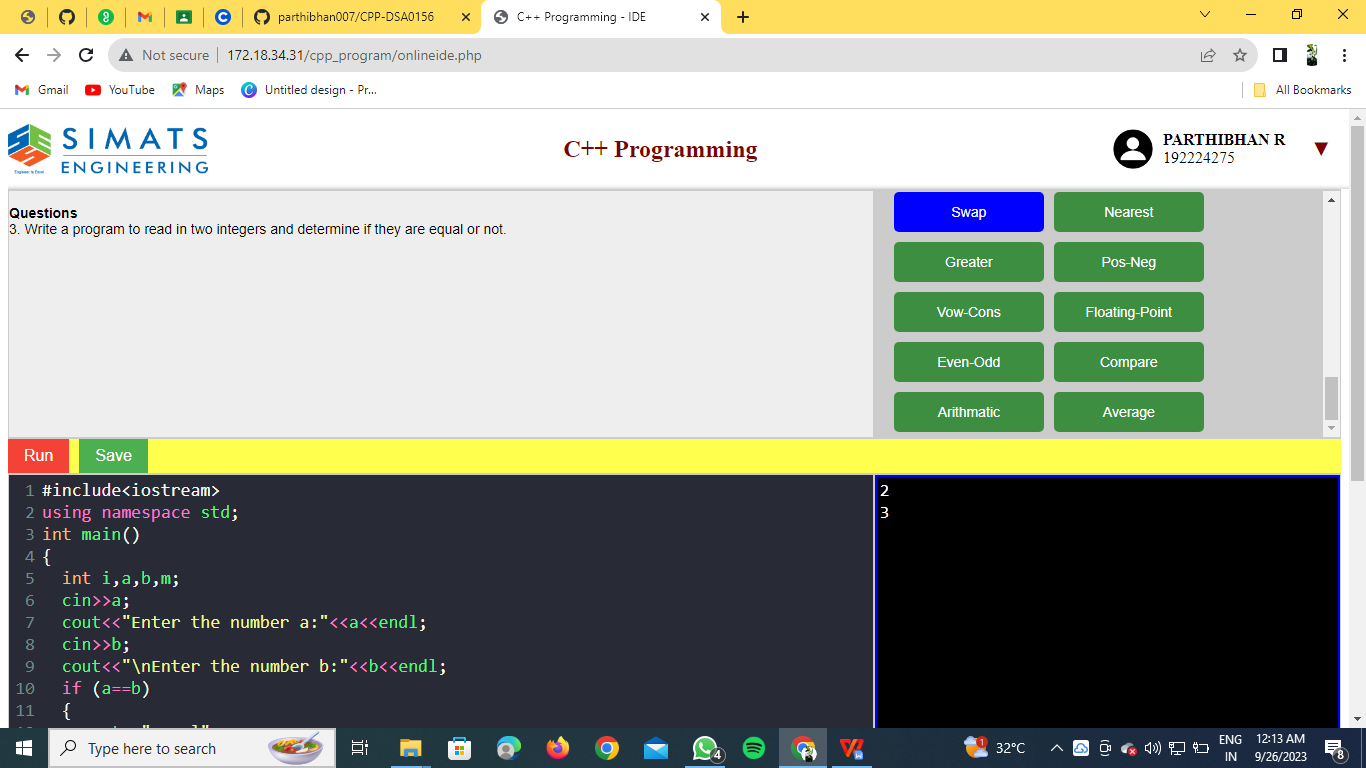 parthibhan007/CPP-DSA0156
C++ Programming - IDE
Not secure
172.18.34.31/cpp_program/onlineide.php
Gmail
YouTube
Maps
Untitled design - Pr...
All Bookmarks
SIMATS
ENGINEERING
C++ Programming
PARTHIBHAN R
192224275
Questions
3. Write a program to read in two integers and determine if they are equal or not.
Swap
Nearest
Greater
Pos-Neg
Vow-Cons
Floating-Point
Even-Odd
Compare
Arithmatic
Average
Run
Save
1 #include<iostream>
2 using namespace std;
3 int main()
4 {
5 int i,a,b,m;
6 cin>>a;
7 cout<<"Enter the number a:"<<a<<endl;
8 cin>>b;
9 cout<<"\nEnter the number b:"<<b<<endl;
10 if (a==b)
11 {
2
3
Type here to search
4
1
32°C
ENG
IN
12:13 AM
9/26/2023
8